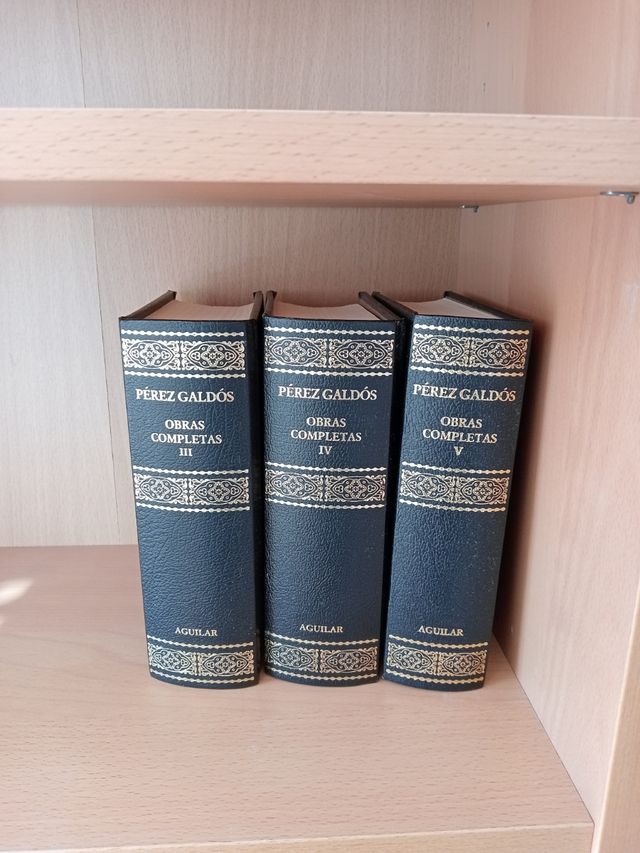 PÉREZ GALDÓS
OBRAS
COMPLETAS
III
AGUILAR
PÉREZ GALDÓS
OBRAS
COMPLETAS
IV
AGUILAR
PÉREZ GALDÓS
OBRAS
COMPLETAS
V
AGUILAR